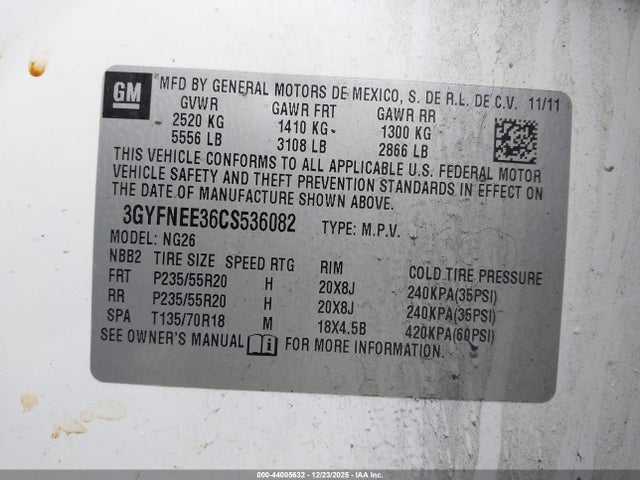 GM
MFD BY GENERAL MOTORS DE MEXICO, S. DE R.L. DE C.V. 11/11
GVWR GAWR FRT GAWR RR
2520 KG 1410 KG 1300 KG
5556 LB 3108 LB 2866 LB
THIS VEHICLE CONFORMS TO ALL APPLICABLE U.S. FEDERAL MOTOR
VEHICLE SAFETY AND THEFT PREVENTION STANDARDS IN EFFECT ON
THE DATE OF MANUFACTURE SHOWN ABOVE.
3GYFNEE36CS536082 TYPE: M.P.V.
MODEL: NG26
NBB2 TIRE SIZE SPEED RTG RIM COLD TIRE PRESSURE
FRT P235/55R20 H 20X8J 240KPA(35PSI)
RR P235/55R20 H 20X8J 240KPA(35PSI)
SPA T135/70R18 M 18X4.5B 420KPA(60PSI)
SEE OWNER'S MANUAL FOR MORE INFORMATION.
000-44005632 - 12/23/2025 - IAA Inc.